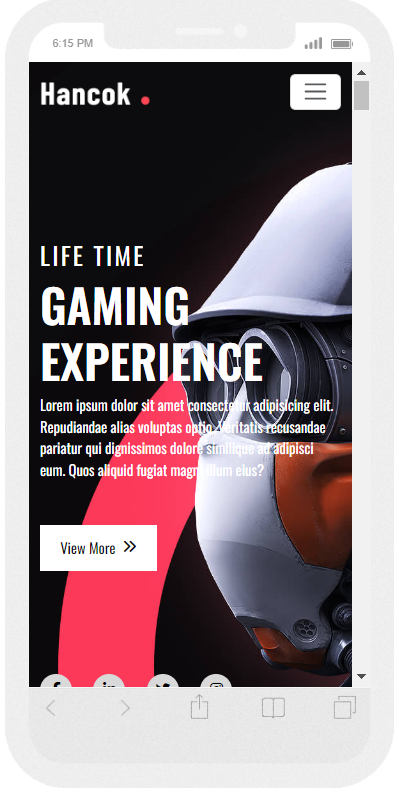 6:15 PM
Hancok
LIFE TIME
GAMING
EXPERIENCE
Lorem ipsum dolor sit amet consectetur adipisicing elit.
Repudiandae alias voluptas optio. Veritatis recusandae
pariatur qui dignissimos dolore similique ad adipisci
eum. Quos aliquid fugiat magni illum eius?
View More